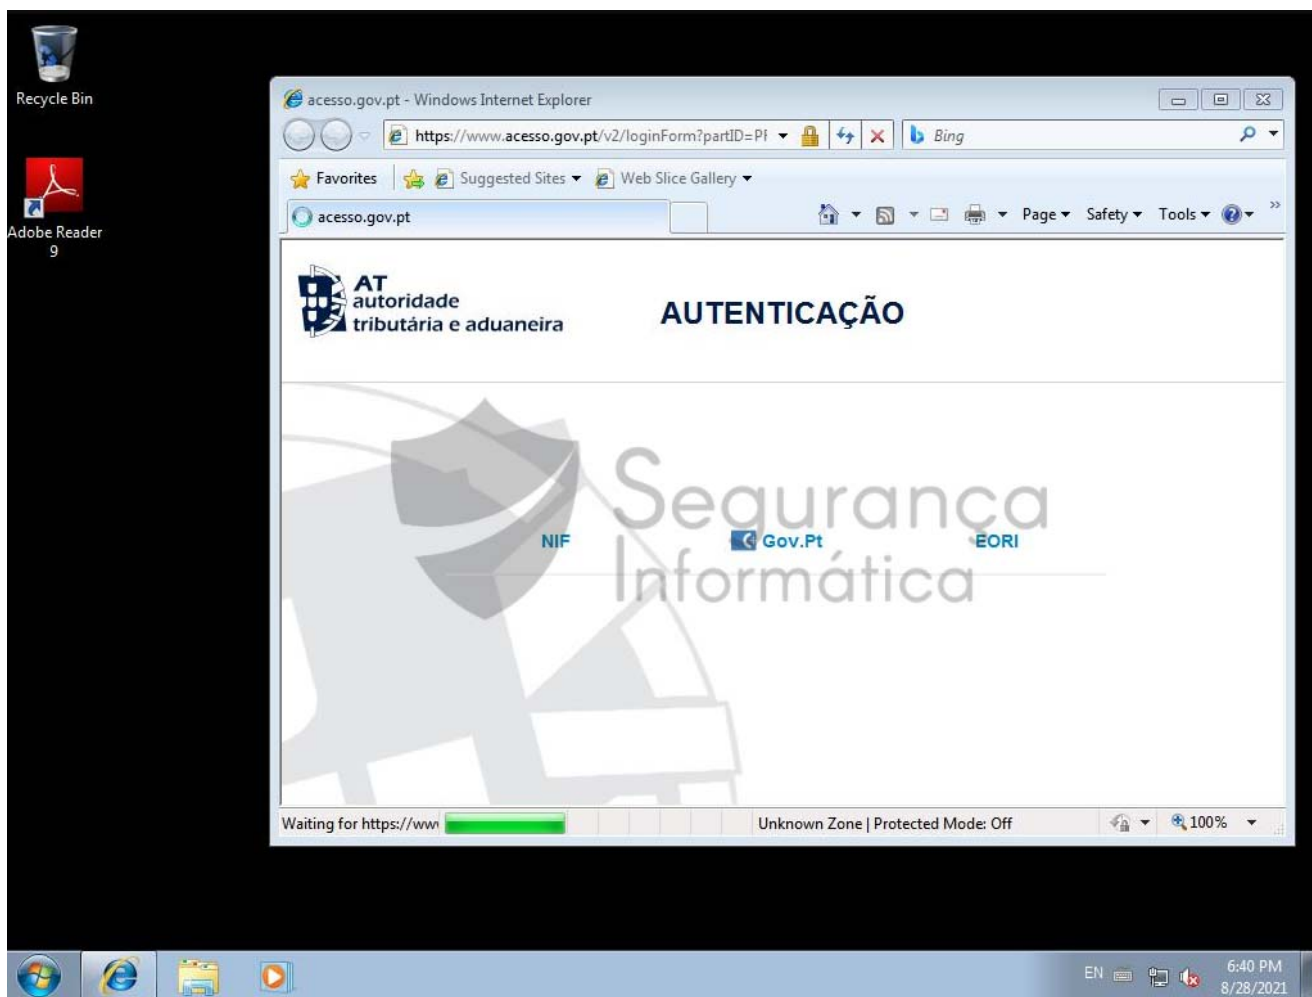 Recycle Bin
Adobe Reader
9
acesso.gov.pt - Windows Internet Explorer
https://www.acesso.gov.pt/v2/loginForm?partID=PF
Bing
Favorites
Suggested Sites
Web Slice Gallery
acesso.gov.pt
Page
Safety
Tools
»
AT
autoridade
tributária e aduaneira
AUTENTICAÇÃO
Segurança
Informática
NIF
Gov.Pt
EORI
Waiting for https://www
Unknown Zone | Protected Mode: Off
100%
EN
6:40 PM
8/28/2021